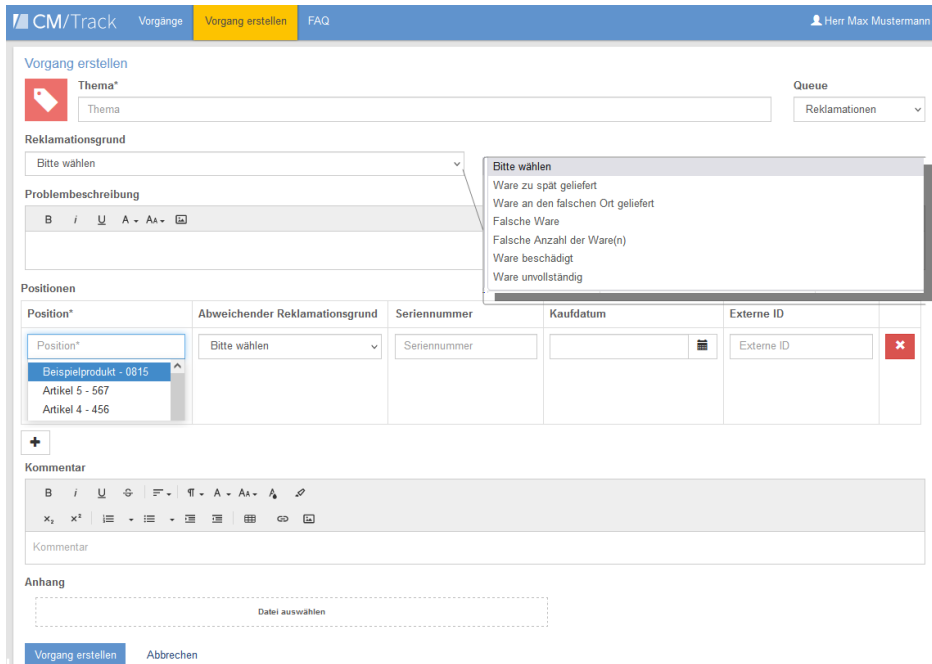 CM/Track Vorgänge Vorgang erstellen FAQ Herr Max Mustermann
Vorgang erstellen
Thema* Queue
Thema Reklamationen
Reklamationsgrund
Bitte wählen
Bitte wählen
Ware zu spät geliefert
Ware an den falschen Ort geliefert
Falsche Ware
Falsche Anzahl der Ware(n)
Ware beschädigt
Ware unvollständig
Problembeschreibung
B i U A AA
Positionen
Position* Abweichender Reklamationsgrund Seriennummer Kaufdatum Externe ID
Position* Bitte wählen Seriennummer Externe ID
Beispielprodukt - 0815
Artikel 5 - 567
Artikel 4 - 456
Kommentar
B i U S ¶ A AA A
x₂ x²
Kommentar
Anhang
Datei auswählen
Vorgang erstellen Abbrechen